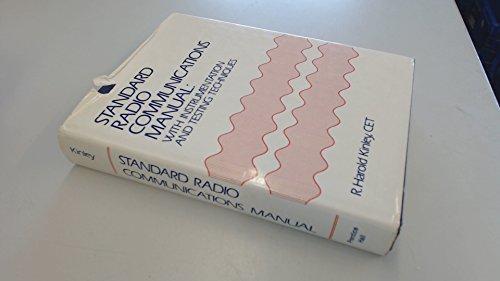 STANDARD
RADIO
COMMUNICATIONS
MANUAL:
WITH INSTRUMENTATION
AND TESTING TECHNIQUES
R. Harold Kinley, CET
Kinley
STANDARD RADIO
COMMUNICATIONS MANUAL
Prentice
Hall